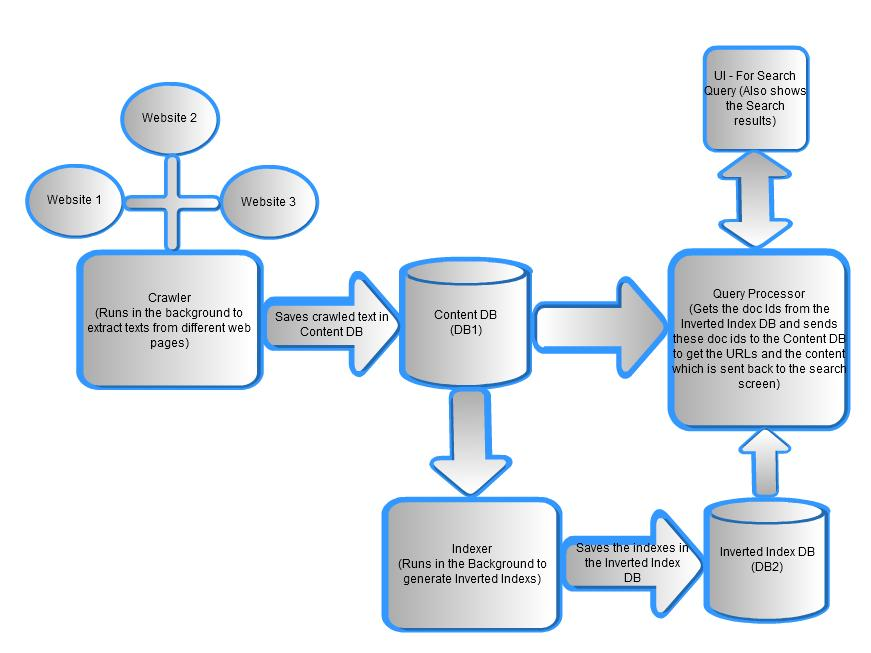 UI - For Search
Query (Also shows
the Search
results)
Website 2
Website 1
Website 3
Crawler
(Runs in the background to
extract texts from different web
pages)
Saves crawled text in
Content DB
Content DB
(DB1)
Query Processor
(Gets the doc Ids from the
Inverted Index DB and sends
these doc ids to the Content DB
to get the URLs and the content
which is sent back to the search
screen)
Indexer
(Runs in the Background to
generate Inverted Indexs)
Saves the indexes in
the Inverted Index
DB
Inverted Index DB
(DB2)